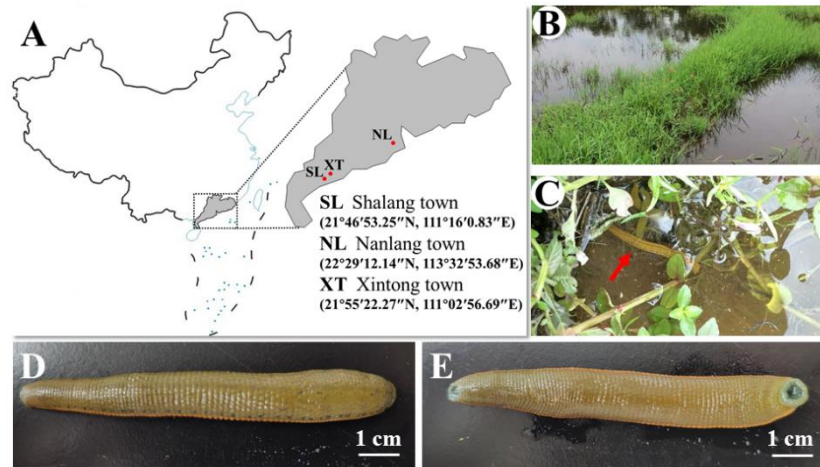 A
NL
XT
SL
SL Shalang town
(21°46′53.25″N, 111°16′0.83″E)
NL Nanlang town
(22°29′12.14″N, 113°32′53.68″E)
XT Xintong town
(21°55′22.27″N, 111°02′56.69″E)
B
C
D
1 cm
E
1 cm